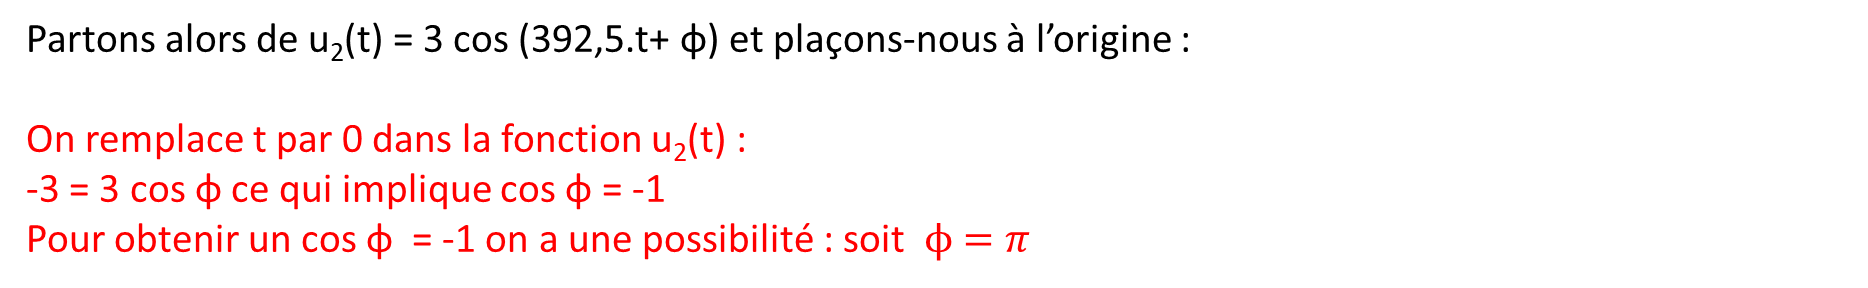 Partons alors de u₂(t) = 3 cos (392,5.t+ ϕ) et plaçons-nous à l’origine :
On remplace t par 0 dans la fonction u₂(t) :
-3 = 3 cos ϕ ce qui implique cos ϕ = -1
Pour obtenir un cos ϕ = -1 on a une possibilité : soit ϕ = π